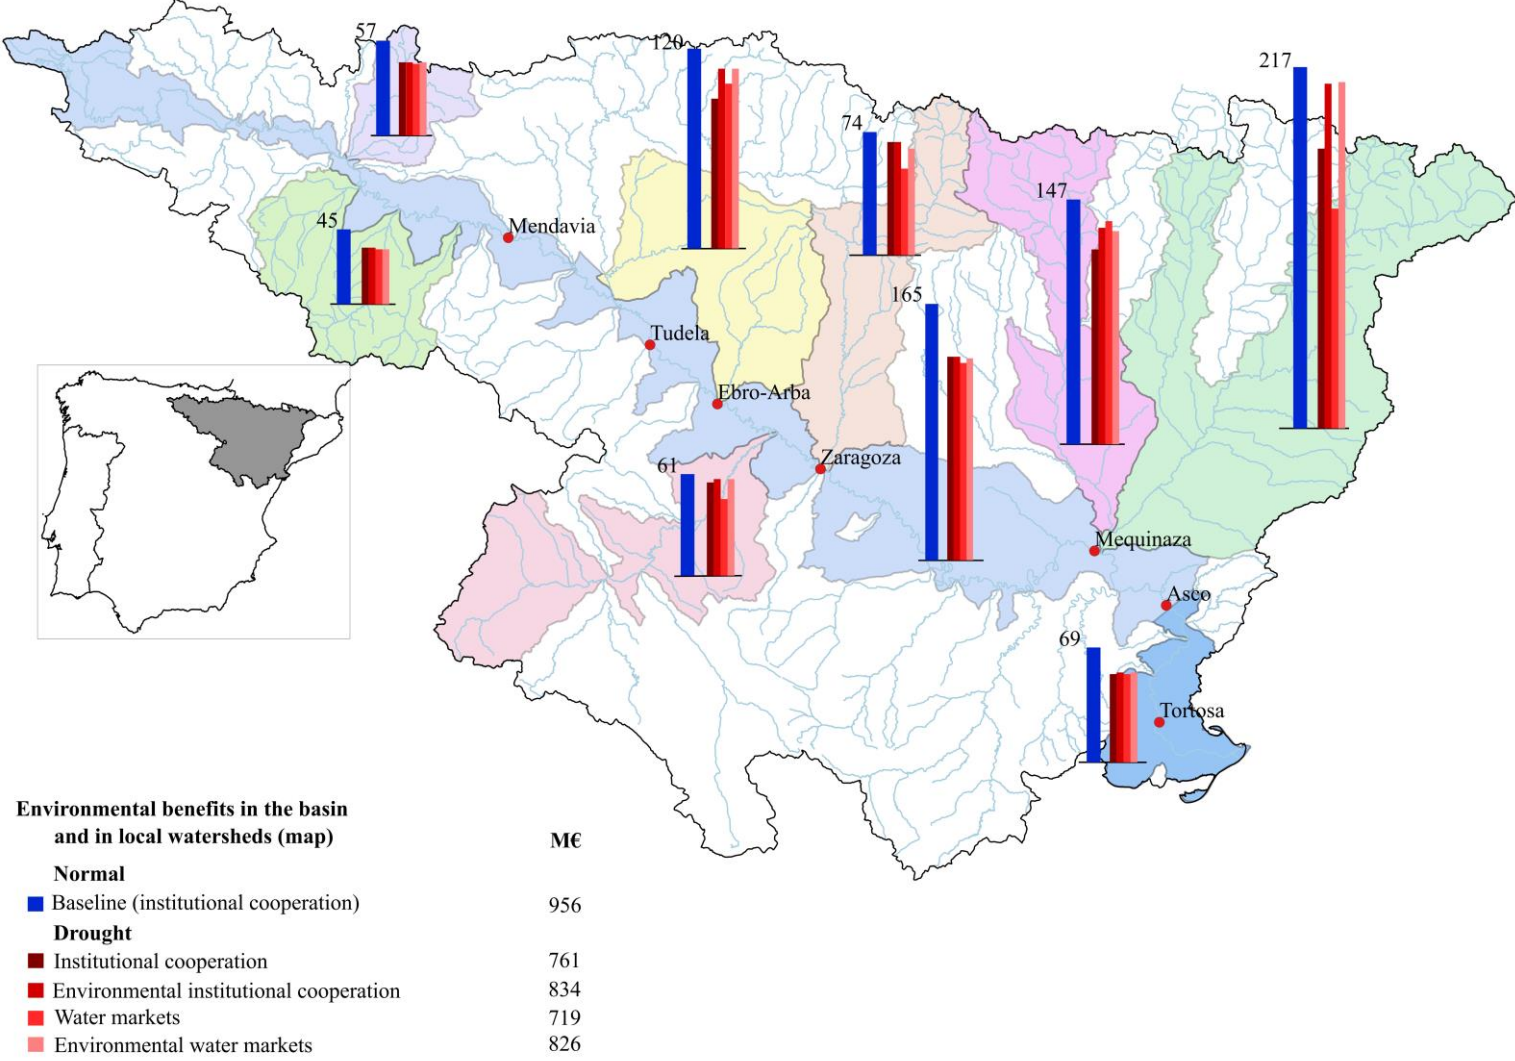 57
120
217
74
147
45
Mendavia
165
Tudela
Ebro-Arba
Zaragoza
61
Mequinaza
Asco
69
Tortosa
Environmental benefits in the basin
and in local watersheds (map)
M€
Normal
Baseline (institutional cooperation) 956
Drought
Institutional cooperation 761
Environmental institutional cooperation 834
Water markets 719
Environmental water markets 826